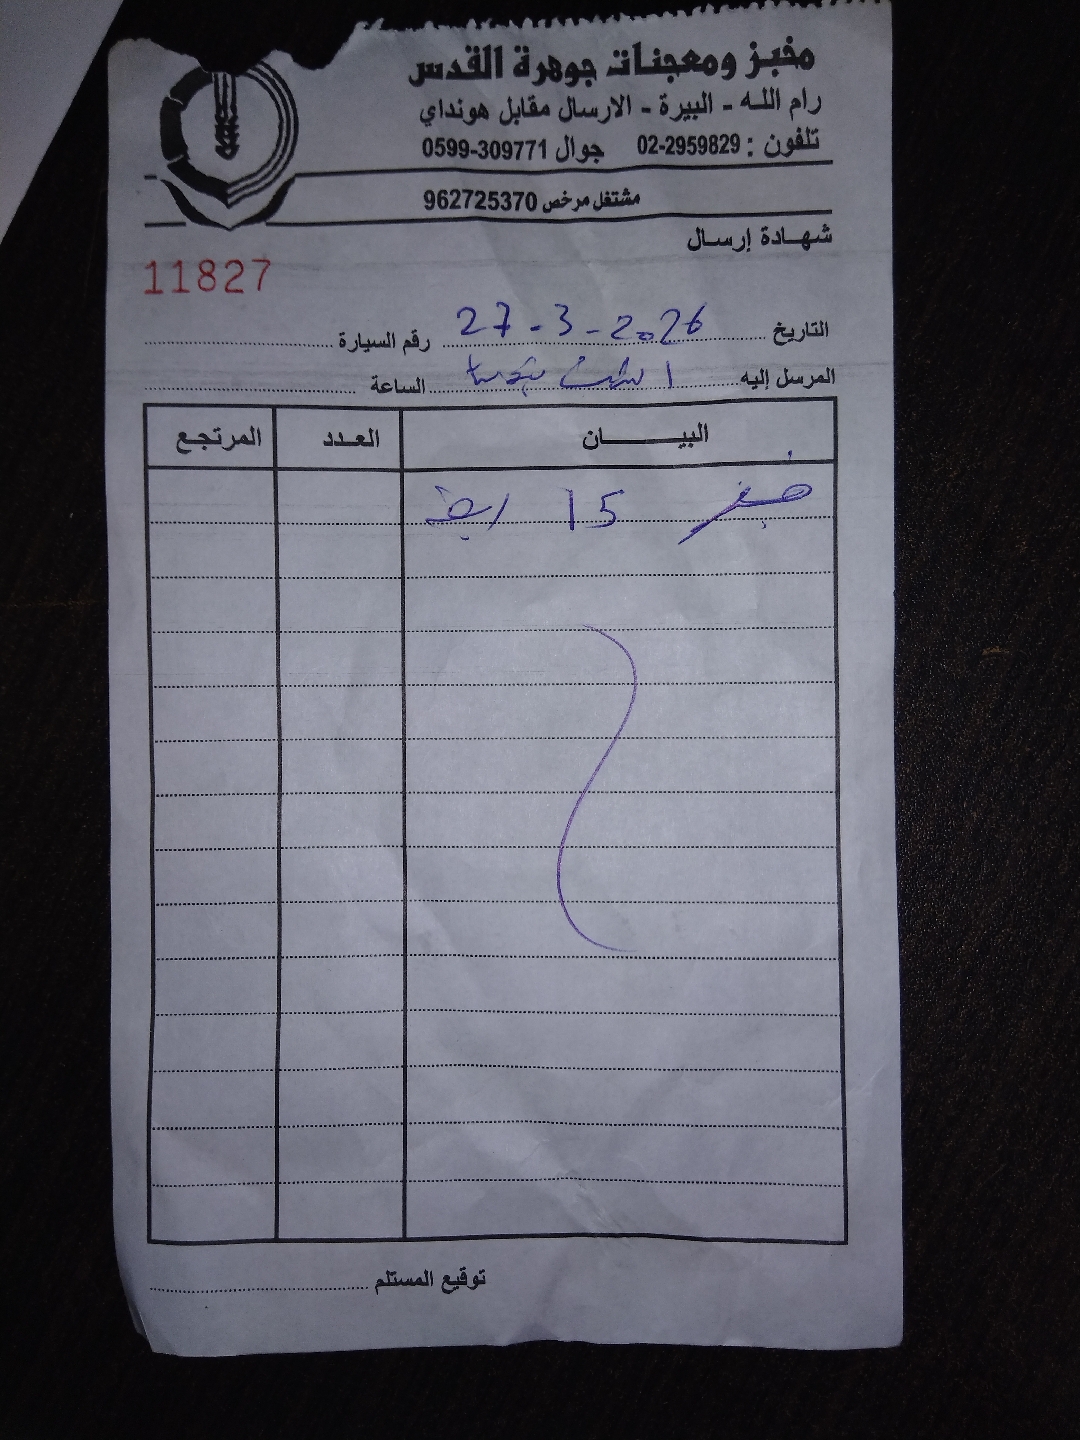 مخبز ومعجنات جوهرة القدس
رام الله - البيرة - الارسال مقابل هونداي
تلفون : 02-2959829 جوال 0599-309771
مشتغل مرخص 962725370
شهادة إرسال
11827
التاريخ 27-3-2026 رقم السيارة
المرسل إليه الساعة
البيان العدد المرتجع
خبز 15
توقيع المستلم